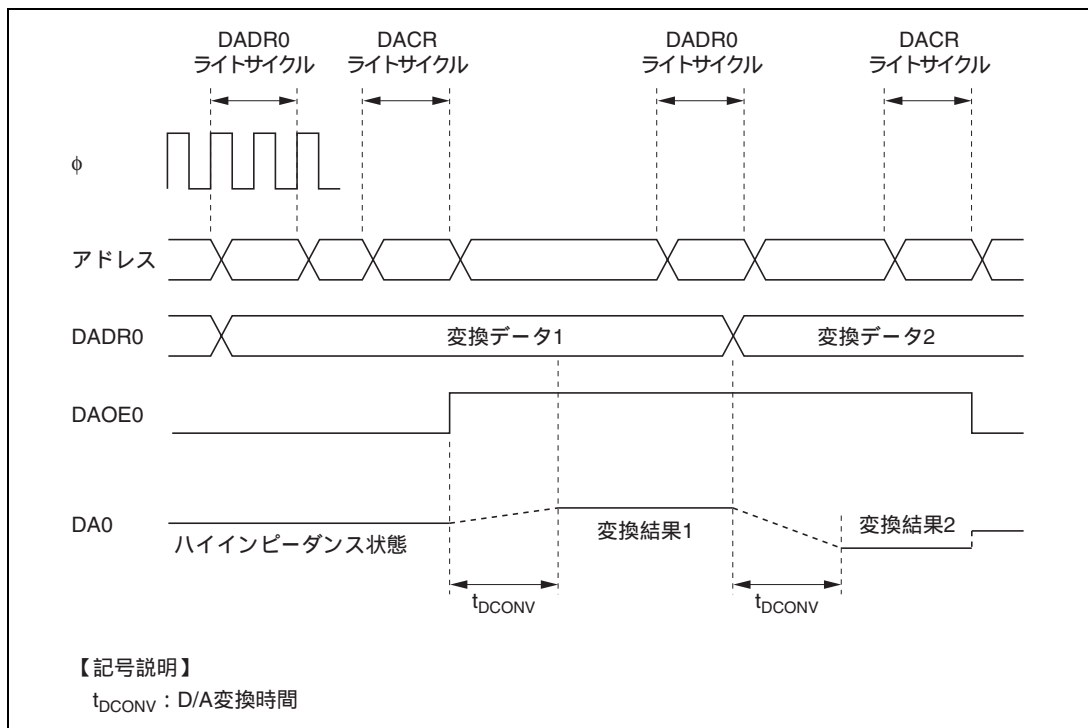 DADR0
ライトサイクル
DACR
ライトサイクル
DADR0
ライトサイクル
DACR
ライトサイクル
φ
アドレス
DADR0
変換データ1
変換データ2
DAOE0
DA0
ハイインピーダンス状態
変換結果1
変換結果2
tDCONV
tDCONV
【記号説明】
tDCONV：D/A変換時間